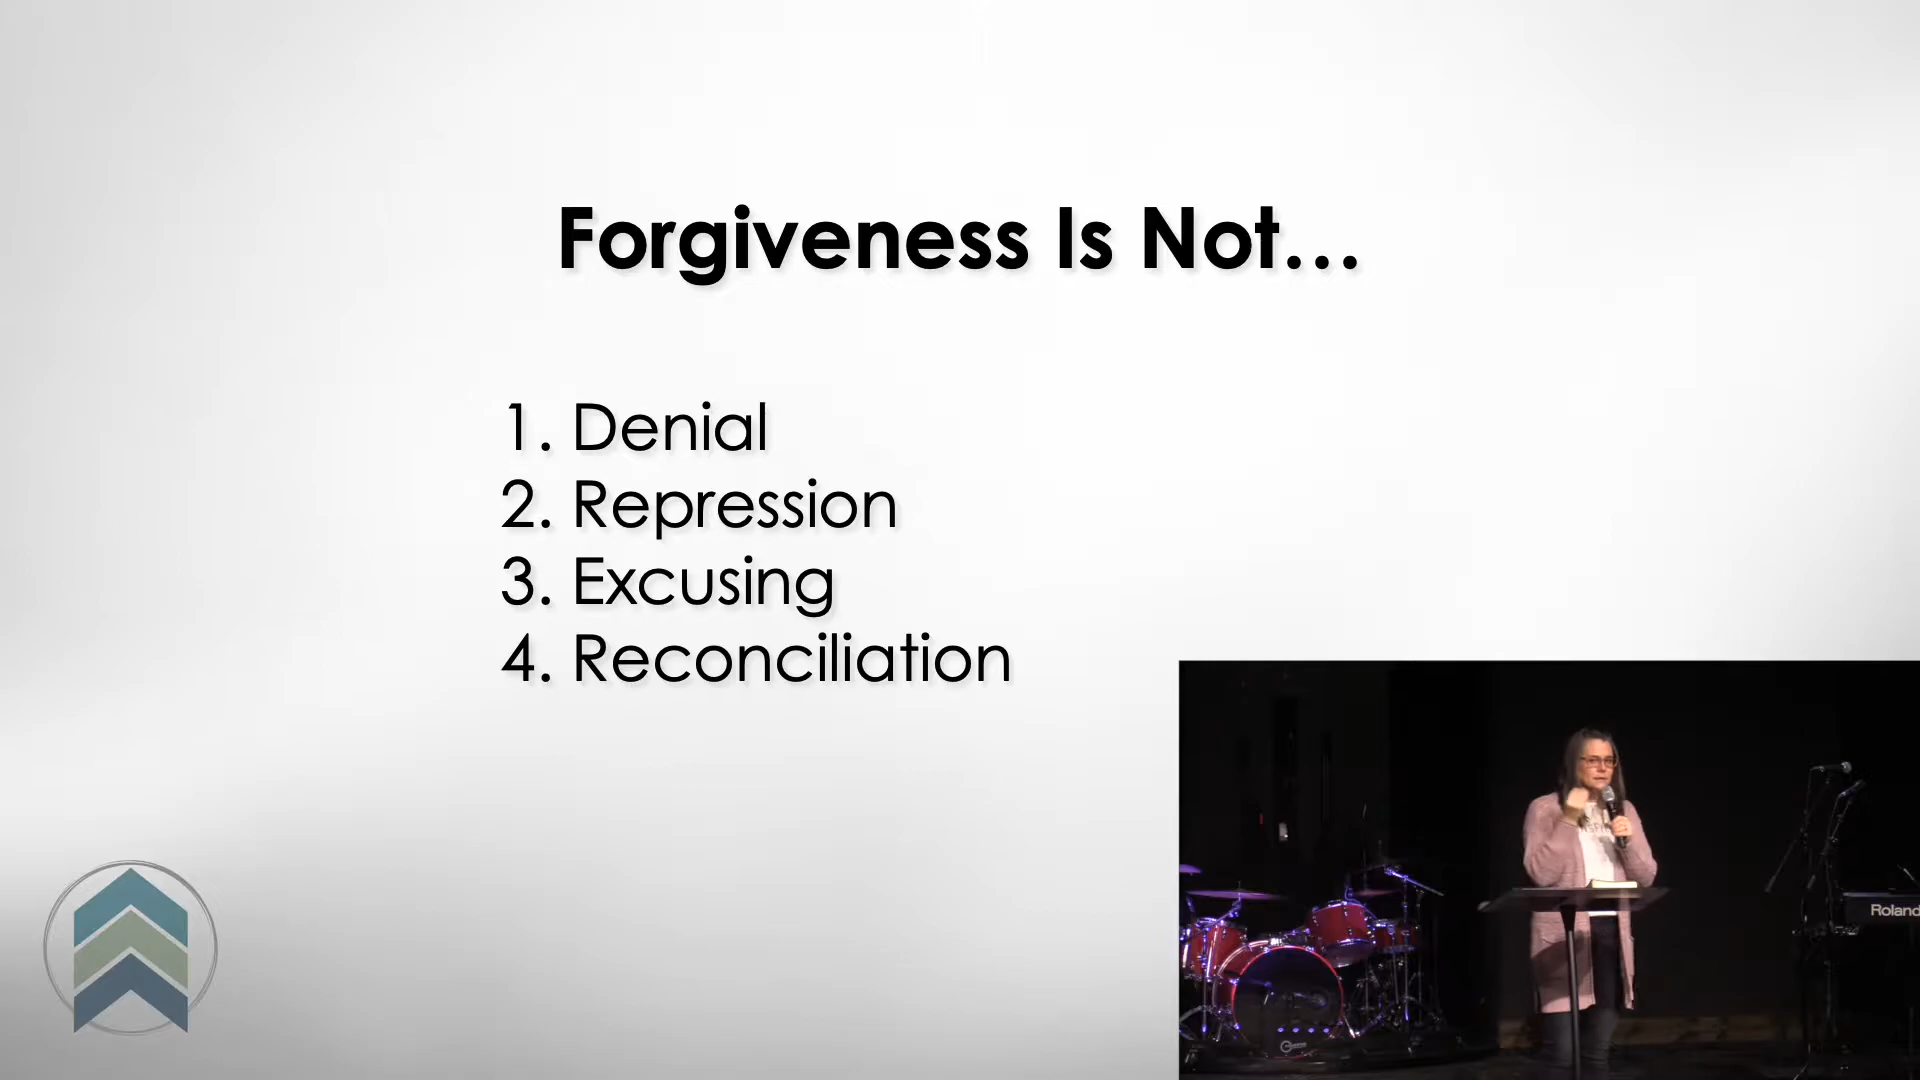 Forgiveness Is Not...
1. Denial
2. Repression
3. Excusing
4. Reconciliation
Roland